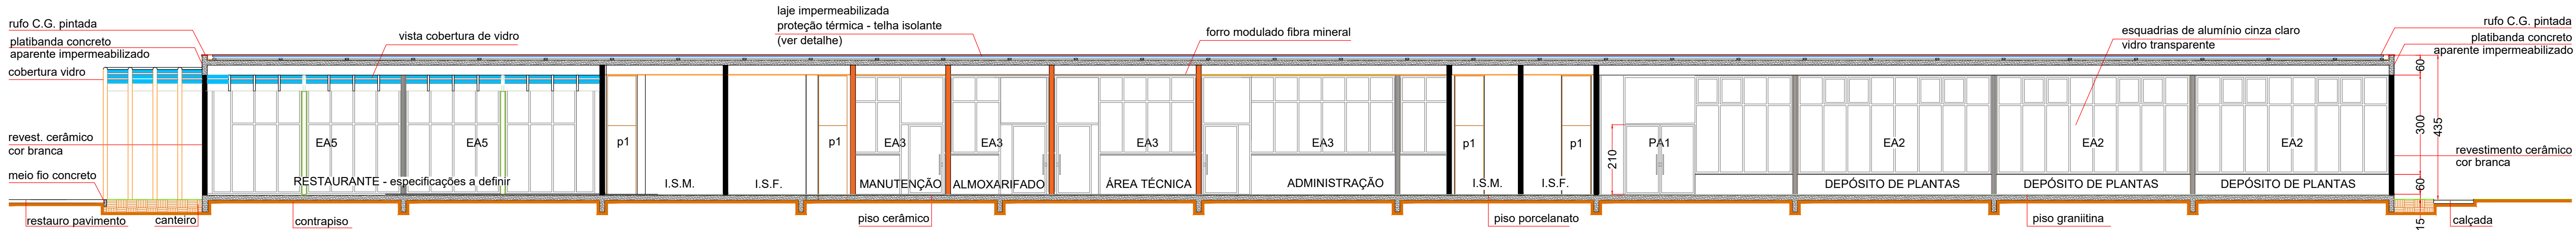 rufo C.G. pintada
platibanda concreto
aparente impermeabilizado
cobertura vidro
revest. cerâmico
cor branca
meio fio concreto
restauro pavimento
canteiro
contrapiso
vista cobertura de vidro
laje impermeabilizada
proteção térmica - telha isolante
(ver detalhe)
forro modulado fibra mineral
esquadrias de alumínio cinza claro
vidro transparente
rufo C.G. pintada
platibanda concreto
aparente impermeabilizado
EA5
EA5
RESTAURANTE - especificações a definir
p1
I.S.M.
I.S.F.
p1
EA3
MANUTENÇÃO
EA3
ALMOXARIFADO
EA3
ÁREA TÉCNICA
EA3
ADMINISTRAÇÃO
p1
I.S.M.
I.S.F.
p1
210
PA1
EA2
DEPÓSITO DE PLANTAS
EA2
DEPÓSITO DE PLANTAS
EA2
DEPÓSITO DE PLANTAS
60
300
435
60
15
revestimento cerâmico
cor branca
piso cerâmico
piso porcelanato
piso graniitina
calçada